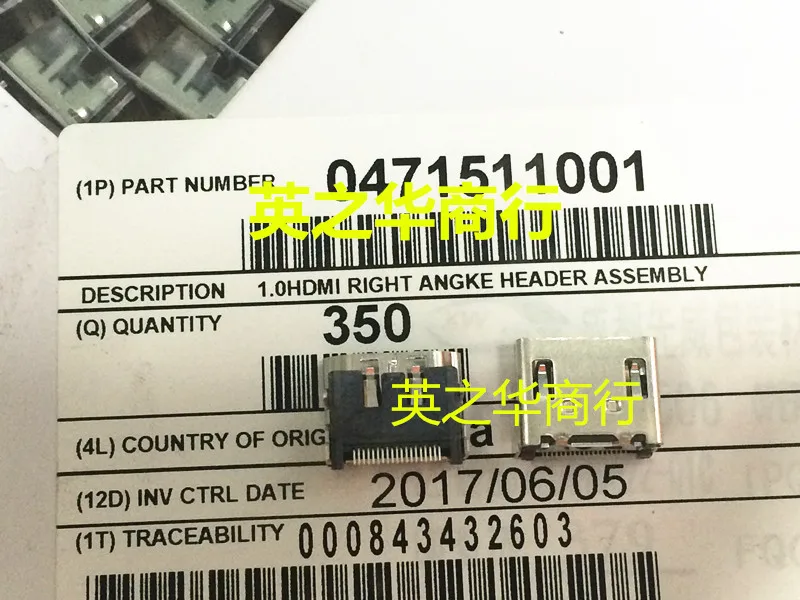 (1P) PART NUMBER 0471511001
英之华商行
DESCRIPTION 1.0HDMI RIGHT ANGKE HEADER ASSEMBLY
(Q) QUANTITY 350
英之华商行
(4L) COUNTRY OF ORIG a
(12D) INV CTRL DATE 2017/06/05
(1T) TRACEABILITY 000843432603